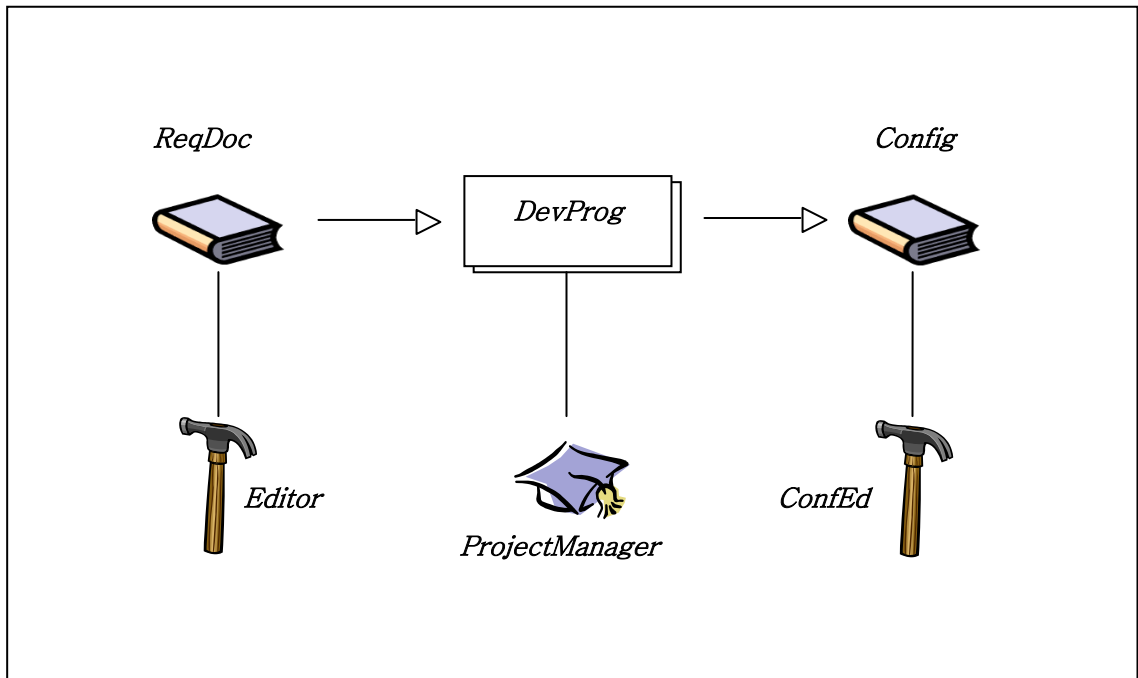 ReqDoc
Config
DevProg
Editor
ConfEd
ProjectManager